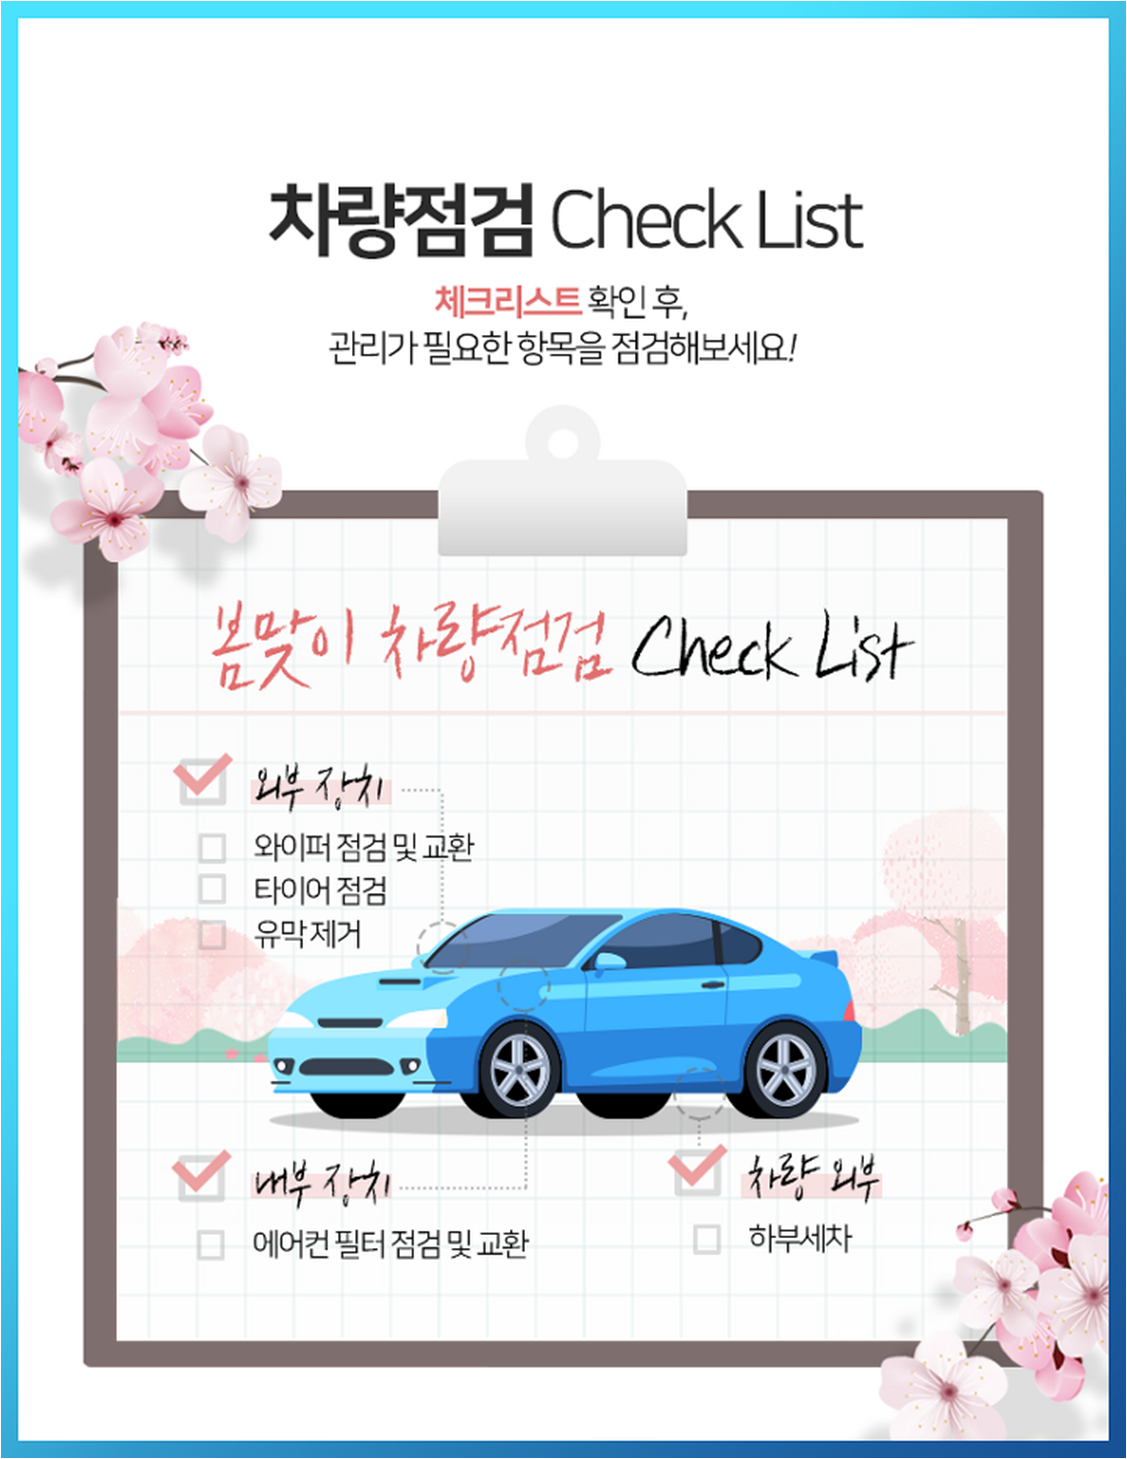 차량점검 Check List
체크리스트 확인 후,
관리가 필요한 항목을 점검해보세요!
봄맞이 차량점검 Check List
외부 장치
와이퍼 점검 및 교환
타이어 점검
유막 제거
내부 장치
에어컨 필터 점검 및 교환
차량 외부
하부세차